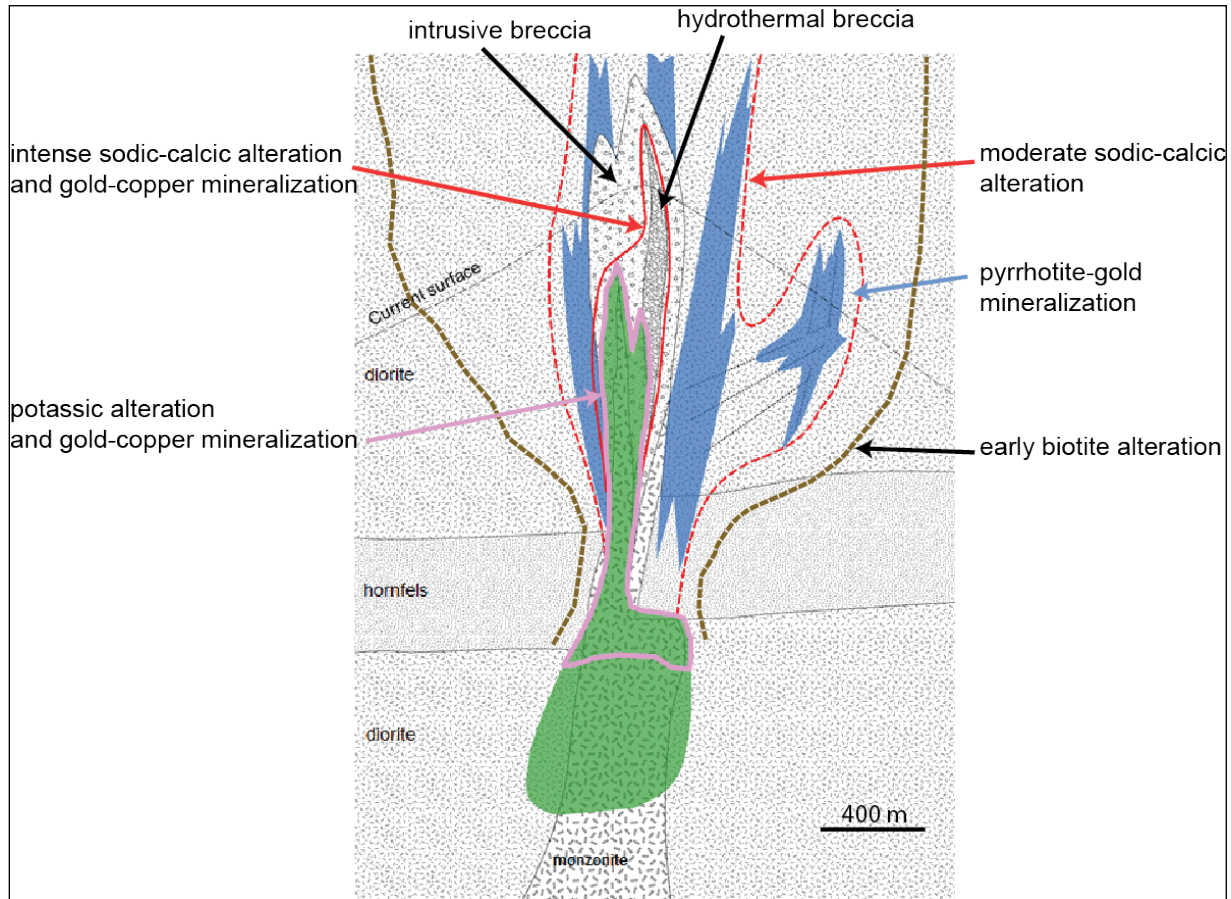 intrusive breccia
hydrothermal breccia
intense sodic-calcic alteration
and gold-copper mineralization
moderate sodic-calcic
alteration
Current surface
pyrrhotite-gold
mineralization
diorite
potassic alteration
and gold-copper mineralization
early biotite alteration
hornfels
diorite
400 m
monzonite